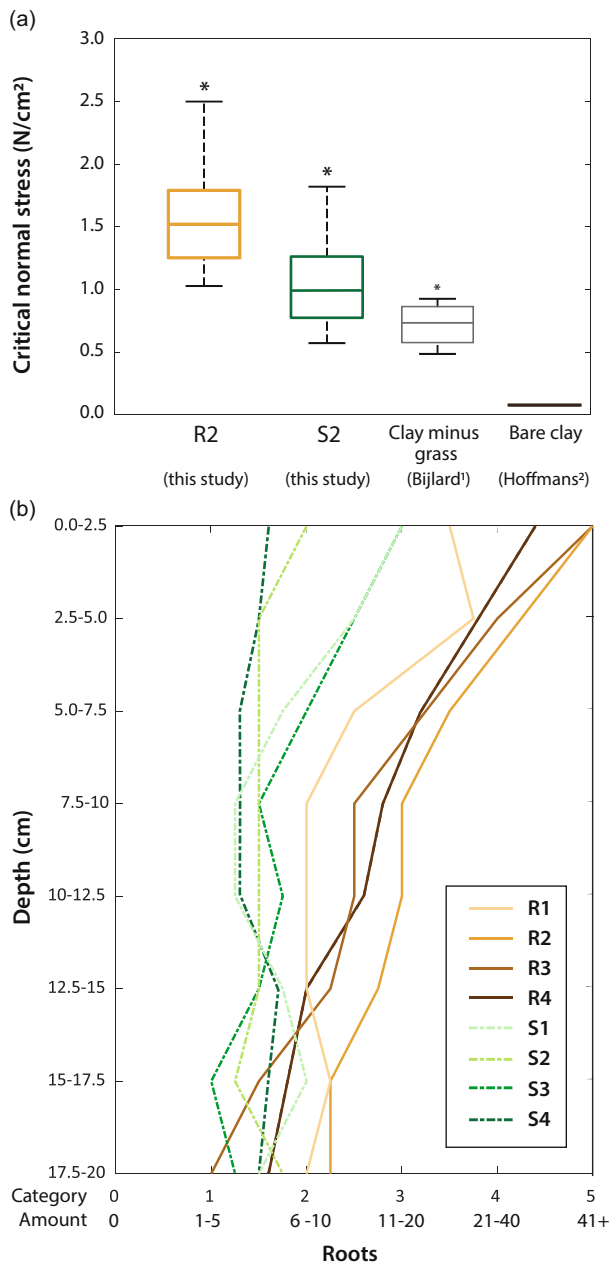 (a)
Critical normal stress (N/cm²)
3.0
2.5
2.0
1.5
1.0
0.5
0.0
*
*
*
R2
(this study)
S2
(this study)
Clay minus
grass
(Bijlard¹)
Bare clay
(Hoffmans²)
(b)
Depth (cm)
0.0-2.5
2.5-5.0
5.0-7.5
7.5-10
10-12.5
12.5-15
15-17.5
17.5-20
R1
R2
R3
R4
S1
S2
S3
S4
Category 0 1 2 3 4 5
Amount 0 1-5 6 -10 11-20 21-40 41+
Roots